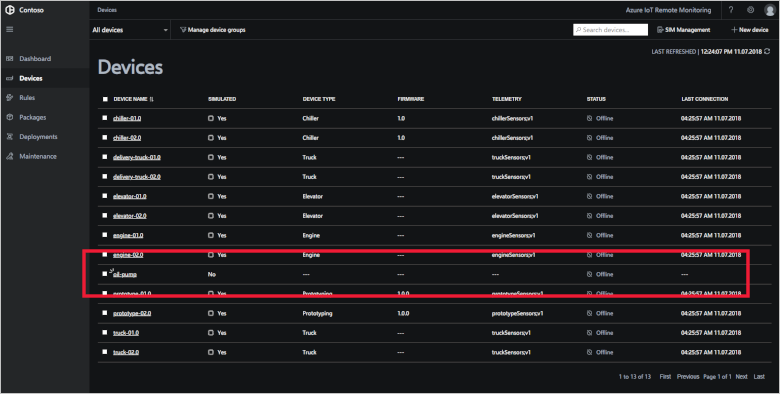 Contoso
Devices
Azure IoT Remote Monitoring
?
All devices
Manage device groups
Search devices...
SIM Management
+ New device
LAST REFRESHED | 12:24:07 PM 11.07.2018
Dashboard
Devices
Rules
Packages
Deployments
Maintenance
Devices
DEVICE NAME SIMULATED DEVICE TYPE FIRMWARE TELEMETRY STATUS LAST CONNECTION
chiller-01.0 Yes Chiller 1.0 chillerSensors;v1 Offline 04:25:57 AM 11.07.2018
chiller-02.0 Yes Chiller 1.0 chillerSensors;v1 Offline 04:25:57 AM 11.07.2018
delivery-truck-01.0 Yes Truck --- truckSensors;v1 Offline 04:25:57 AM 11.07.2018
delivery-truck-02.0 Yes Truck --- truckSensors;v1 Offline 04:25:57 AM 11.07.2018
elevator-01.0 Yes Elevator --- elevatorSensors;v1 Offline 04:25:57 AM 11.07.2018
elevator-02.0 Yes Elevator --- elevatorSensors;v1 Offline 04:25:57 AM 11.07.2018
engine-01.0 Yes Engine --- engineSensors;v1 Offline 04:25:57 AM 11.07.2018
engine-02.0 Yes Engine --- engineSensors;v1 Offline 04:25:57 AM 11.07.2018
oil-pump No --- --- --- Offline ---
prototype-01.0 Yes Prototyping 1.0.0 prototypeSensors;v1 Offline 04:25:57 AM 11.07.2018
prototype-02.0 Yes Prototyping 1.0.0 prototypeSensors;v1 Offline 04:25:57 AM 11.07.2018
truck-01.0 Yes Truck --- truckSensors;v1 Offline 04:25:57 AM 11.07.2018
truck-02.0 Yes Truck --- truckSensors;v1 Offline 04:25:57 AM 11.07.2018
1 to 13 of 13 First Previous Page 1 of 1 Next Last